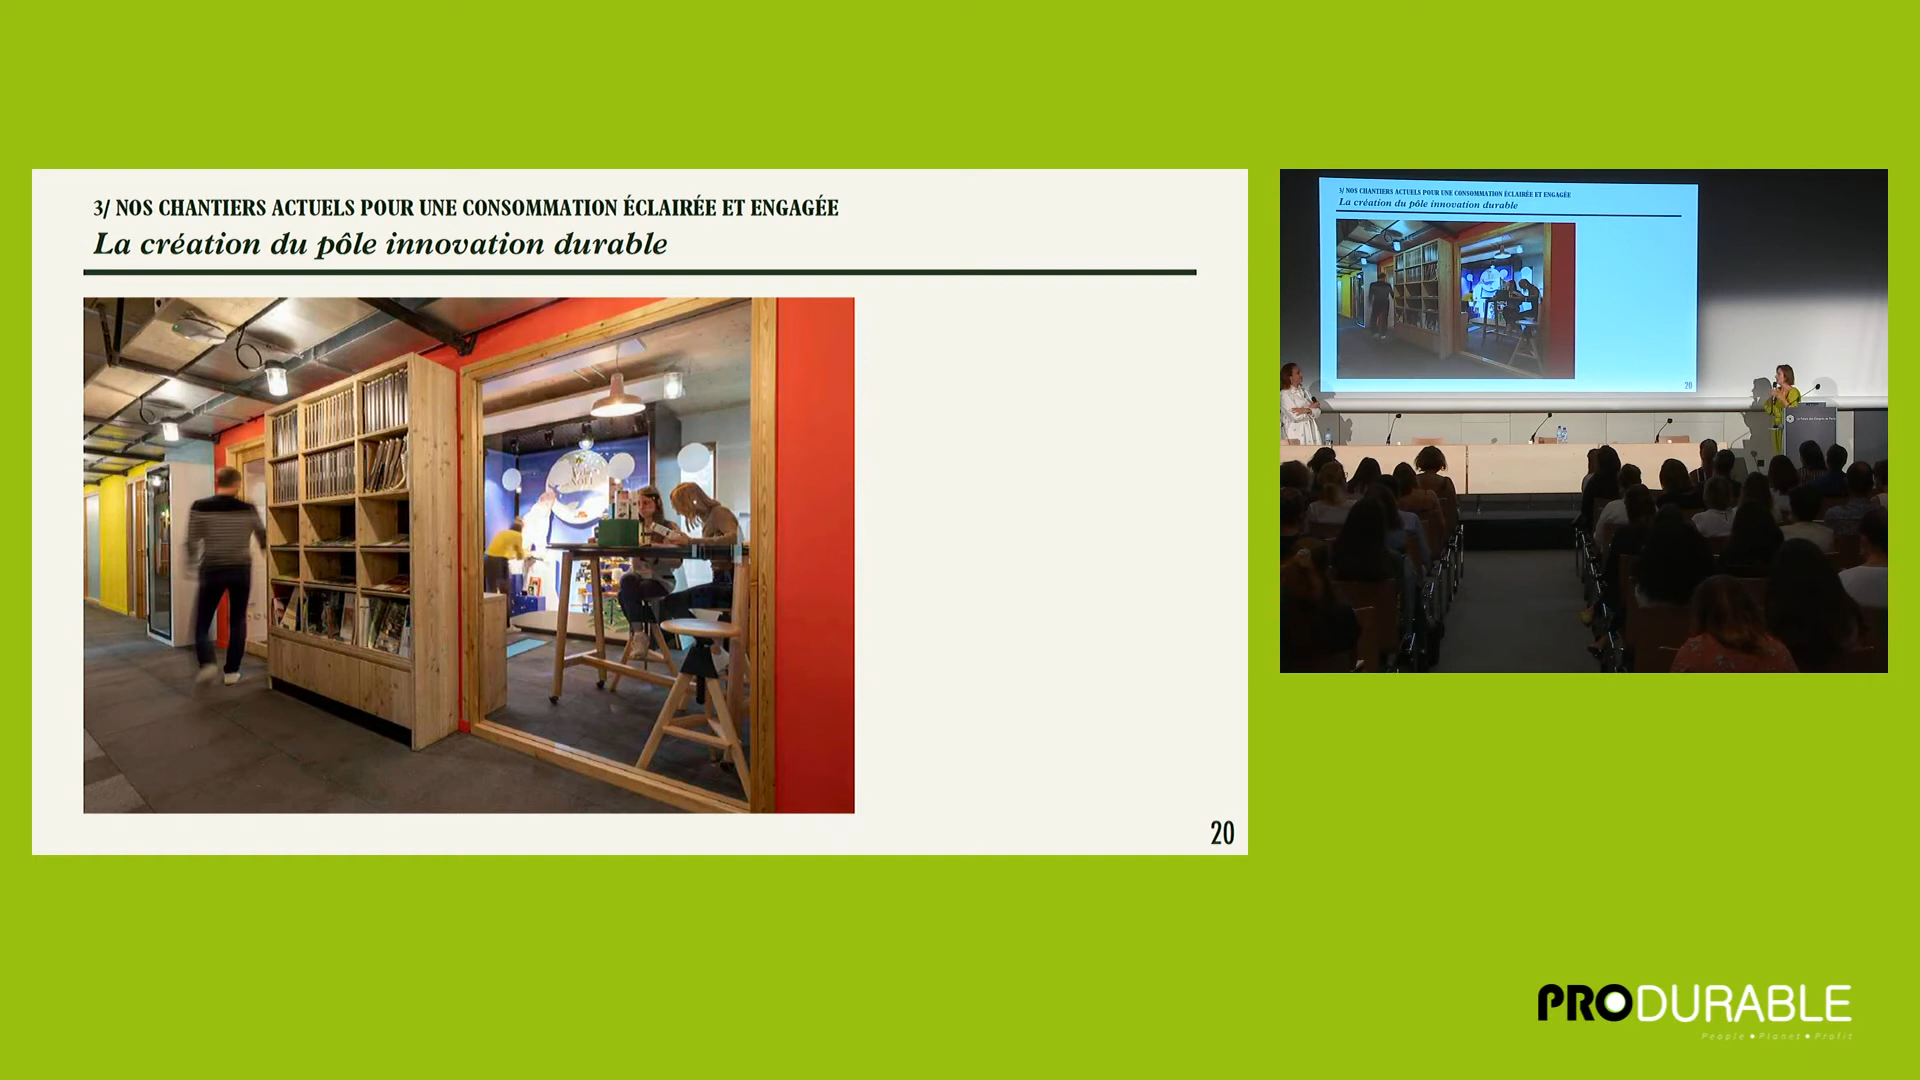 3/ NOS CHANTIERS ACTUELS POUR UNE CONSOMMATION ÉCLAIRÉE ET ENGAGÉE
La création du pôle innovation durable
20
3/ NOS CHANTIERS ACTUELS POUR UNE CONSOMMATION ÉCLAIRÉE ET ENGAGÉE
La création du pôle innovation durable
20
PRODURABLE
People • Planet • Profit